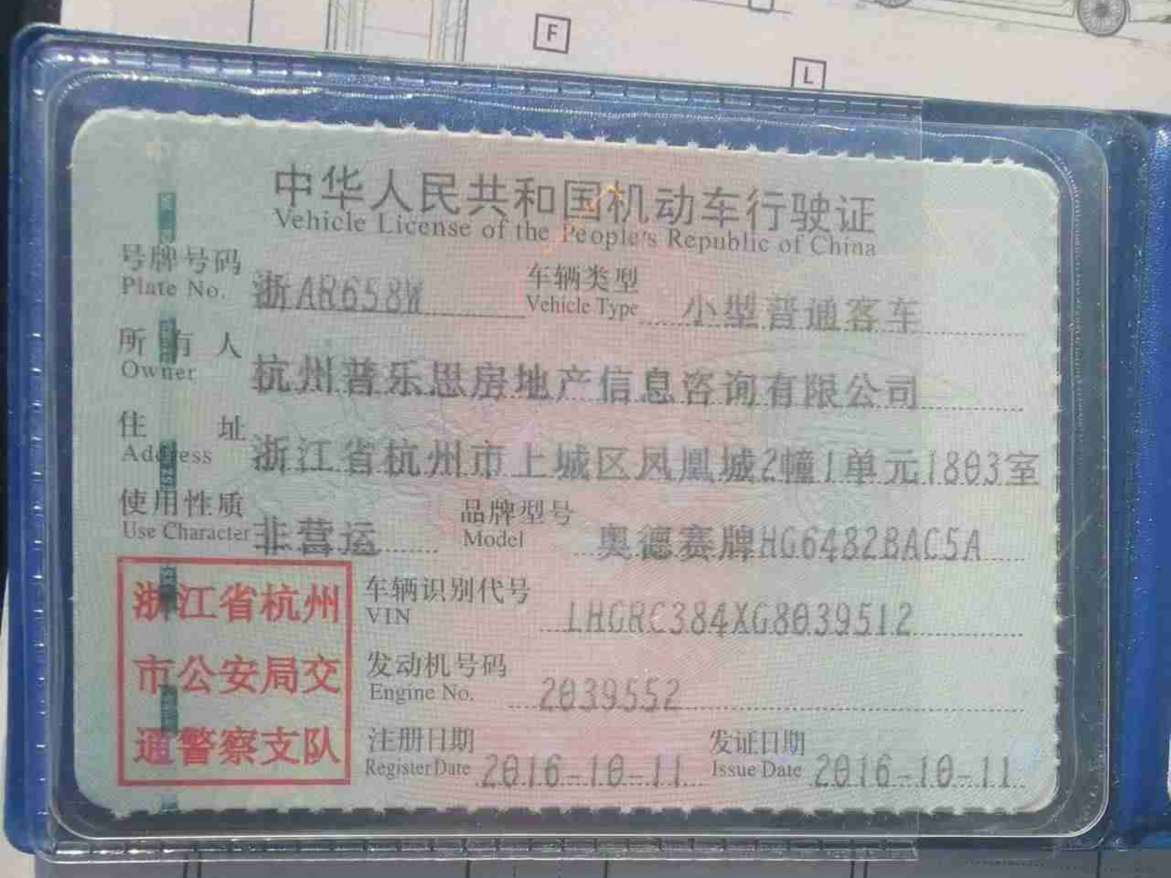 F
L
中华人民共和国机动车行驶证
Vehicle License of the People's Republic of China
号牌号码 浙AR658W 车辆类型 小型普通客车
Plate No. Vehicle Type
所有人 杭州普乐思房地产信息咨询有限公司
Owner
住址 浙江省杭州市上城区凤凰城2幢1单元1803室
Address
使用性质 非营运 品牌型号 奥德赛牌HG6482BAC5A
Use Character Model
浙江省杭州
市公安局交
通警察支队
车辆识别代号 LHGRC384XG8039512
VIN
发动机号码 2039552
Engine No.
注册日期 2016-10-11 发证日期 2016-10-11
Register Date Issue Date